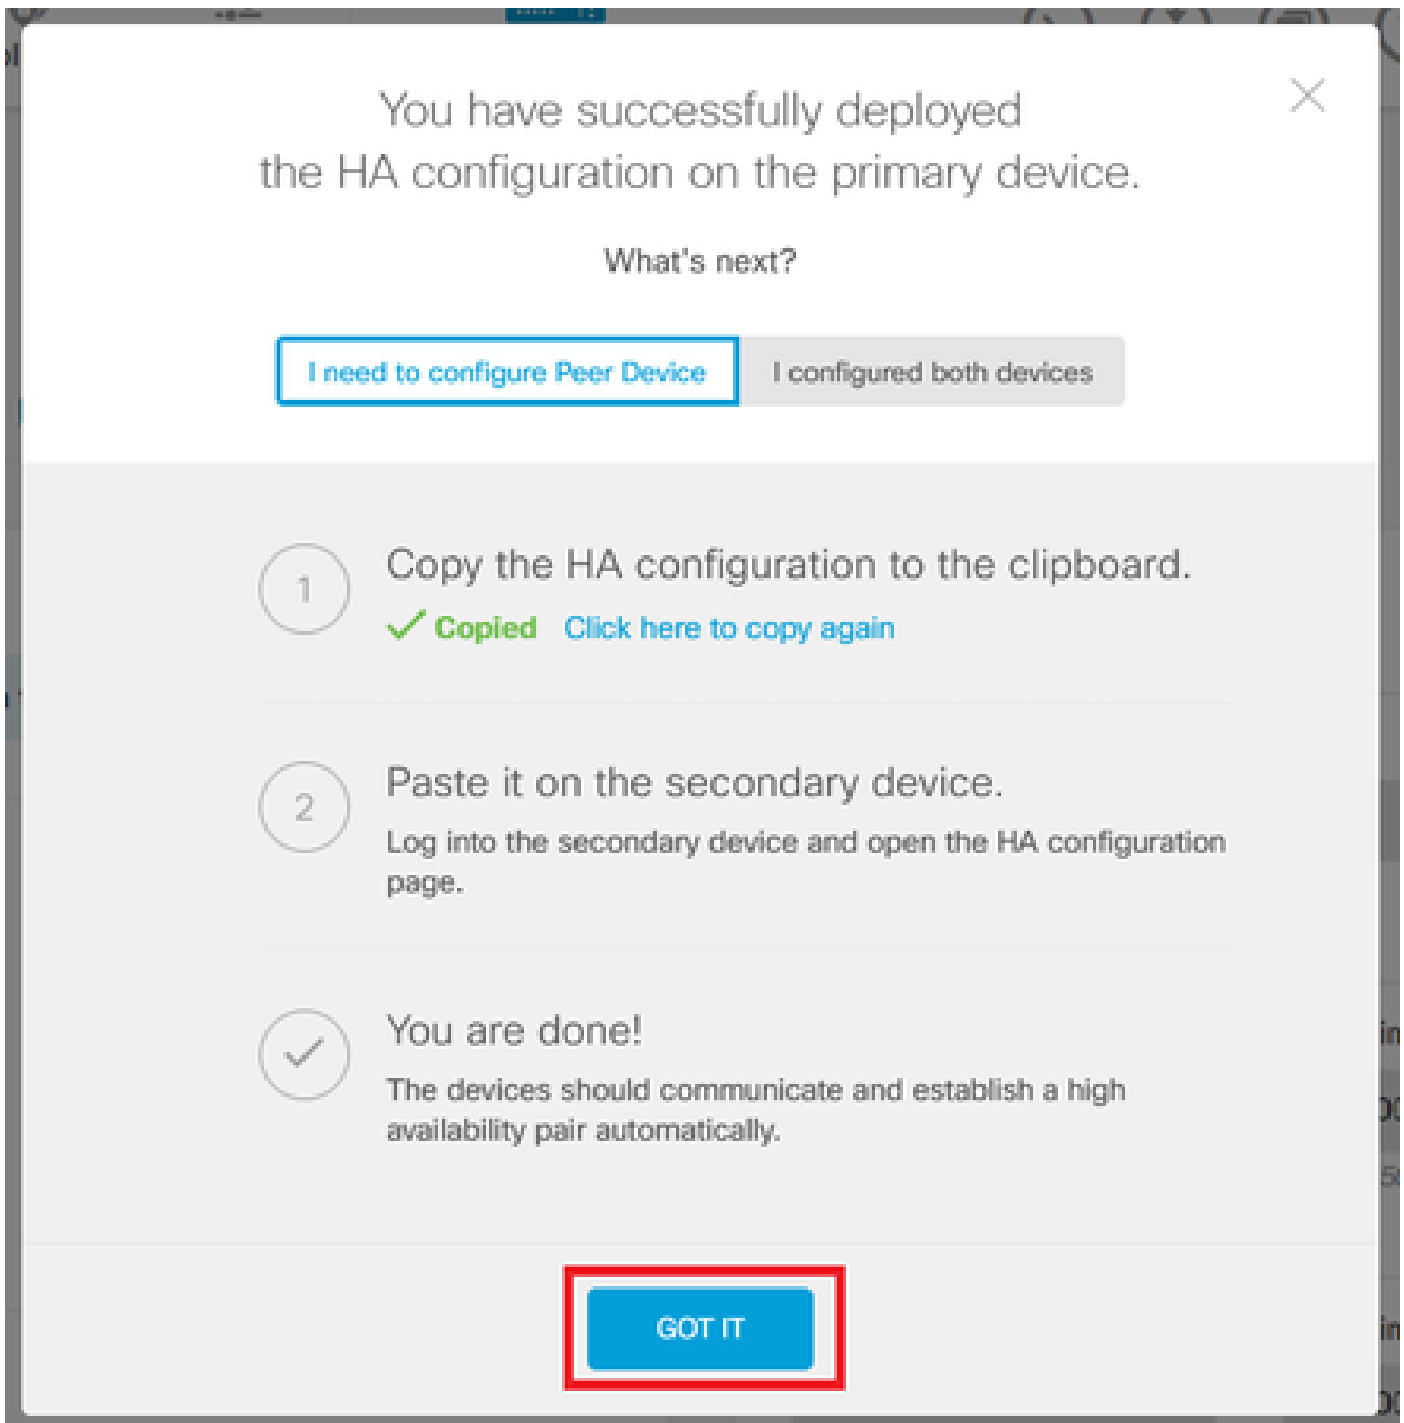 You have successfully deployed
the HA configuration on the primary device.
What's next?
I need to configure Peer Device
I configured both devices
1
Copy the HA configuration to the clipboard.
Copied Click here to copy again
2
Paste it on the secondary device.
Log into the secondary device and open the HA configuration
page.
You are done!
The devices should communicate and establish a high
availability pair automatically.
GOT IT